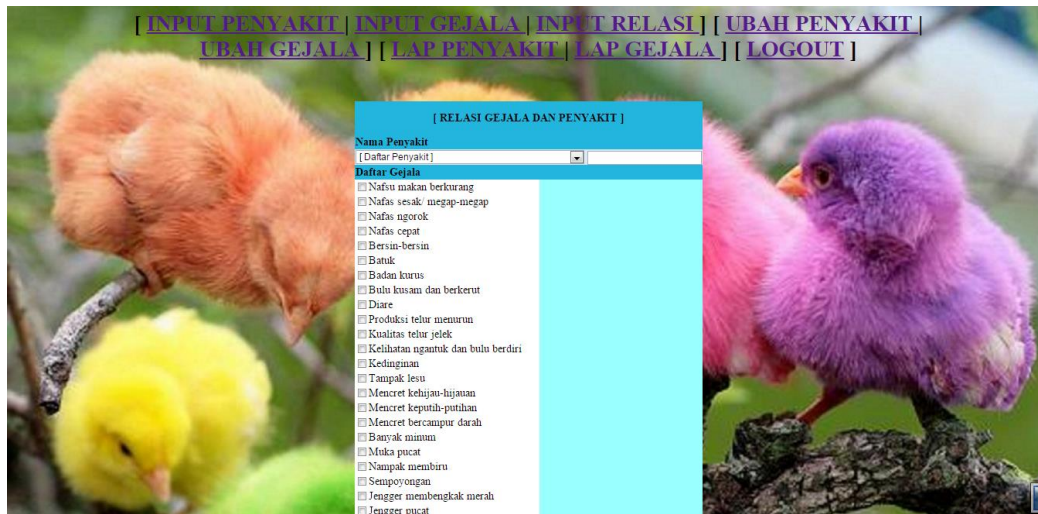 [ INPUT PENYAKIT | INPUT GEJALA | INPUT RELASI ] [ UBAH PENYAKIT |
UBAH GEJALA ] [ LAP PENYAKIT | LAP GEJALA ] [ LOGOUT ]
[ RELASI GEJALA DAN PENYAKIT ]
Nama Penyakit
[ Daftar Penyakit ]
Daftar Gejala
Nafsu makan berkurang
Nafas sesak/ megap-megap
Nafas ngorok
Nafas cepat
Bersin-bersin
Batuk
Badan kurus
Bulu kusam dan berkerut
Diare
Produksi telur menurun
Kualitas telur jelek
Kelihatan ngantuk dan bulu berdiri
Kedinginan
Tampak lesu
Mencret kehijau-hijauan
Mencret keputih-putihan
Mencret bercampur darah
Banyak minum
Muka pucat
Nampak membiru
Sempoyongan
Jengger membengkak merah
Jengger pucat